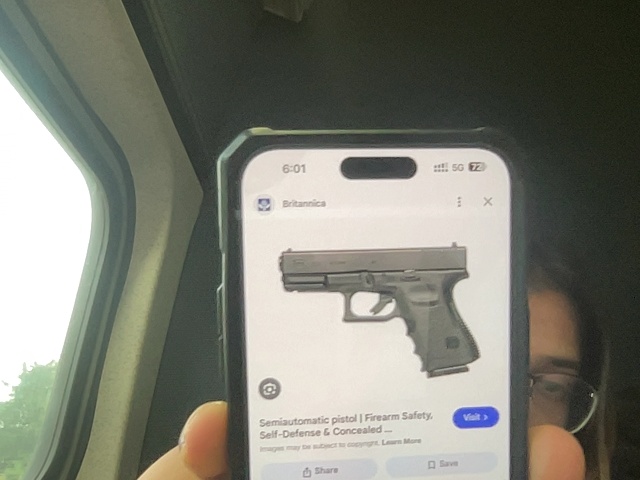 6:01
5G 72
Britannica
Semiautomatic pistol | Firearm Safety,
Self-Defense & Concealed ...
Visit >
Images may be subject to copyright. Learn More
Share
Save